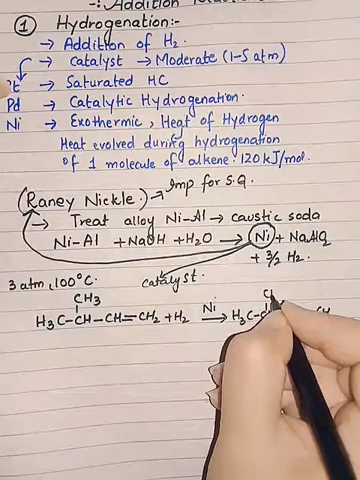 -: Addition
① Hydrogenation:-
→ Addition of H₂
→ Catalyst → Moderate (1-5 atm)
Pt → Saturated HC
Pd → Catalytic Hydrogenation.
Ni → Exothermic, Heat of Hydrogen
Heat evolved during hydrogenation
of 1 molecule of alkene 120 kJ/mol.
(Raney Nickle) → Imp for S.Q.
→ Treat alloy Ni-Al → caustic soda
Ni-Al + NaOH + H₂O → Ni + NaAlO₂
+ 3/2 H₂.
3 atm, 100°C. catalyst.
CH₃
H₃C-CH-CH=CH₂ + H₂ Ni → H₃C-